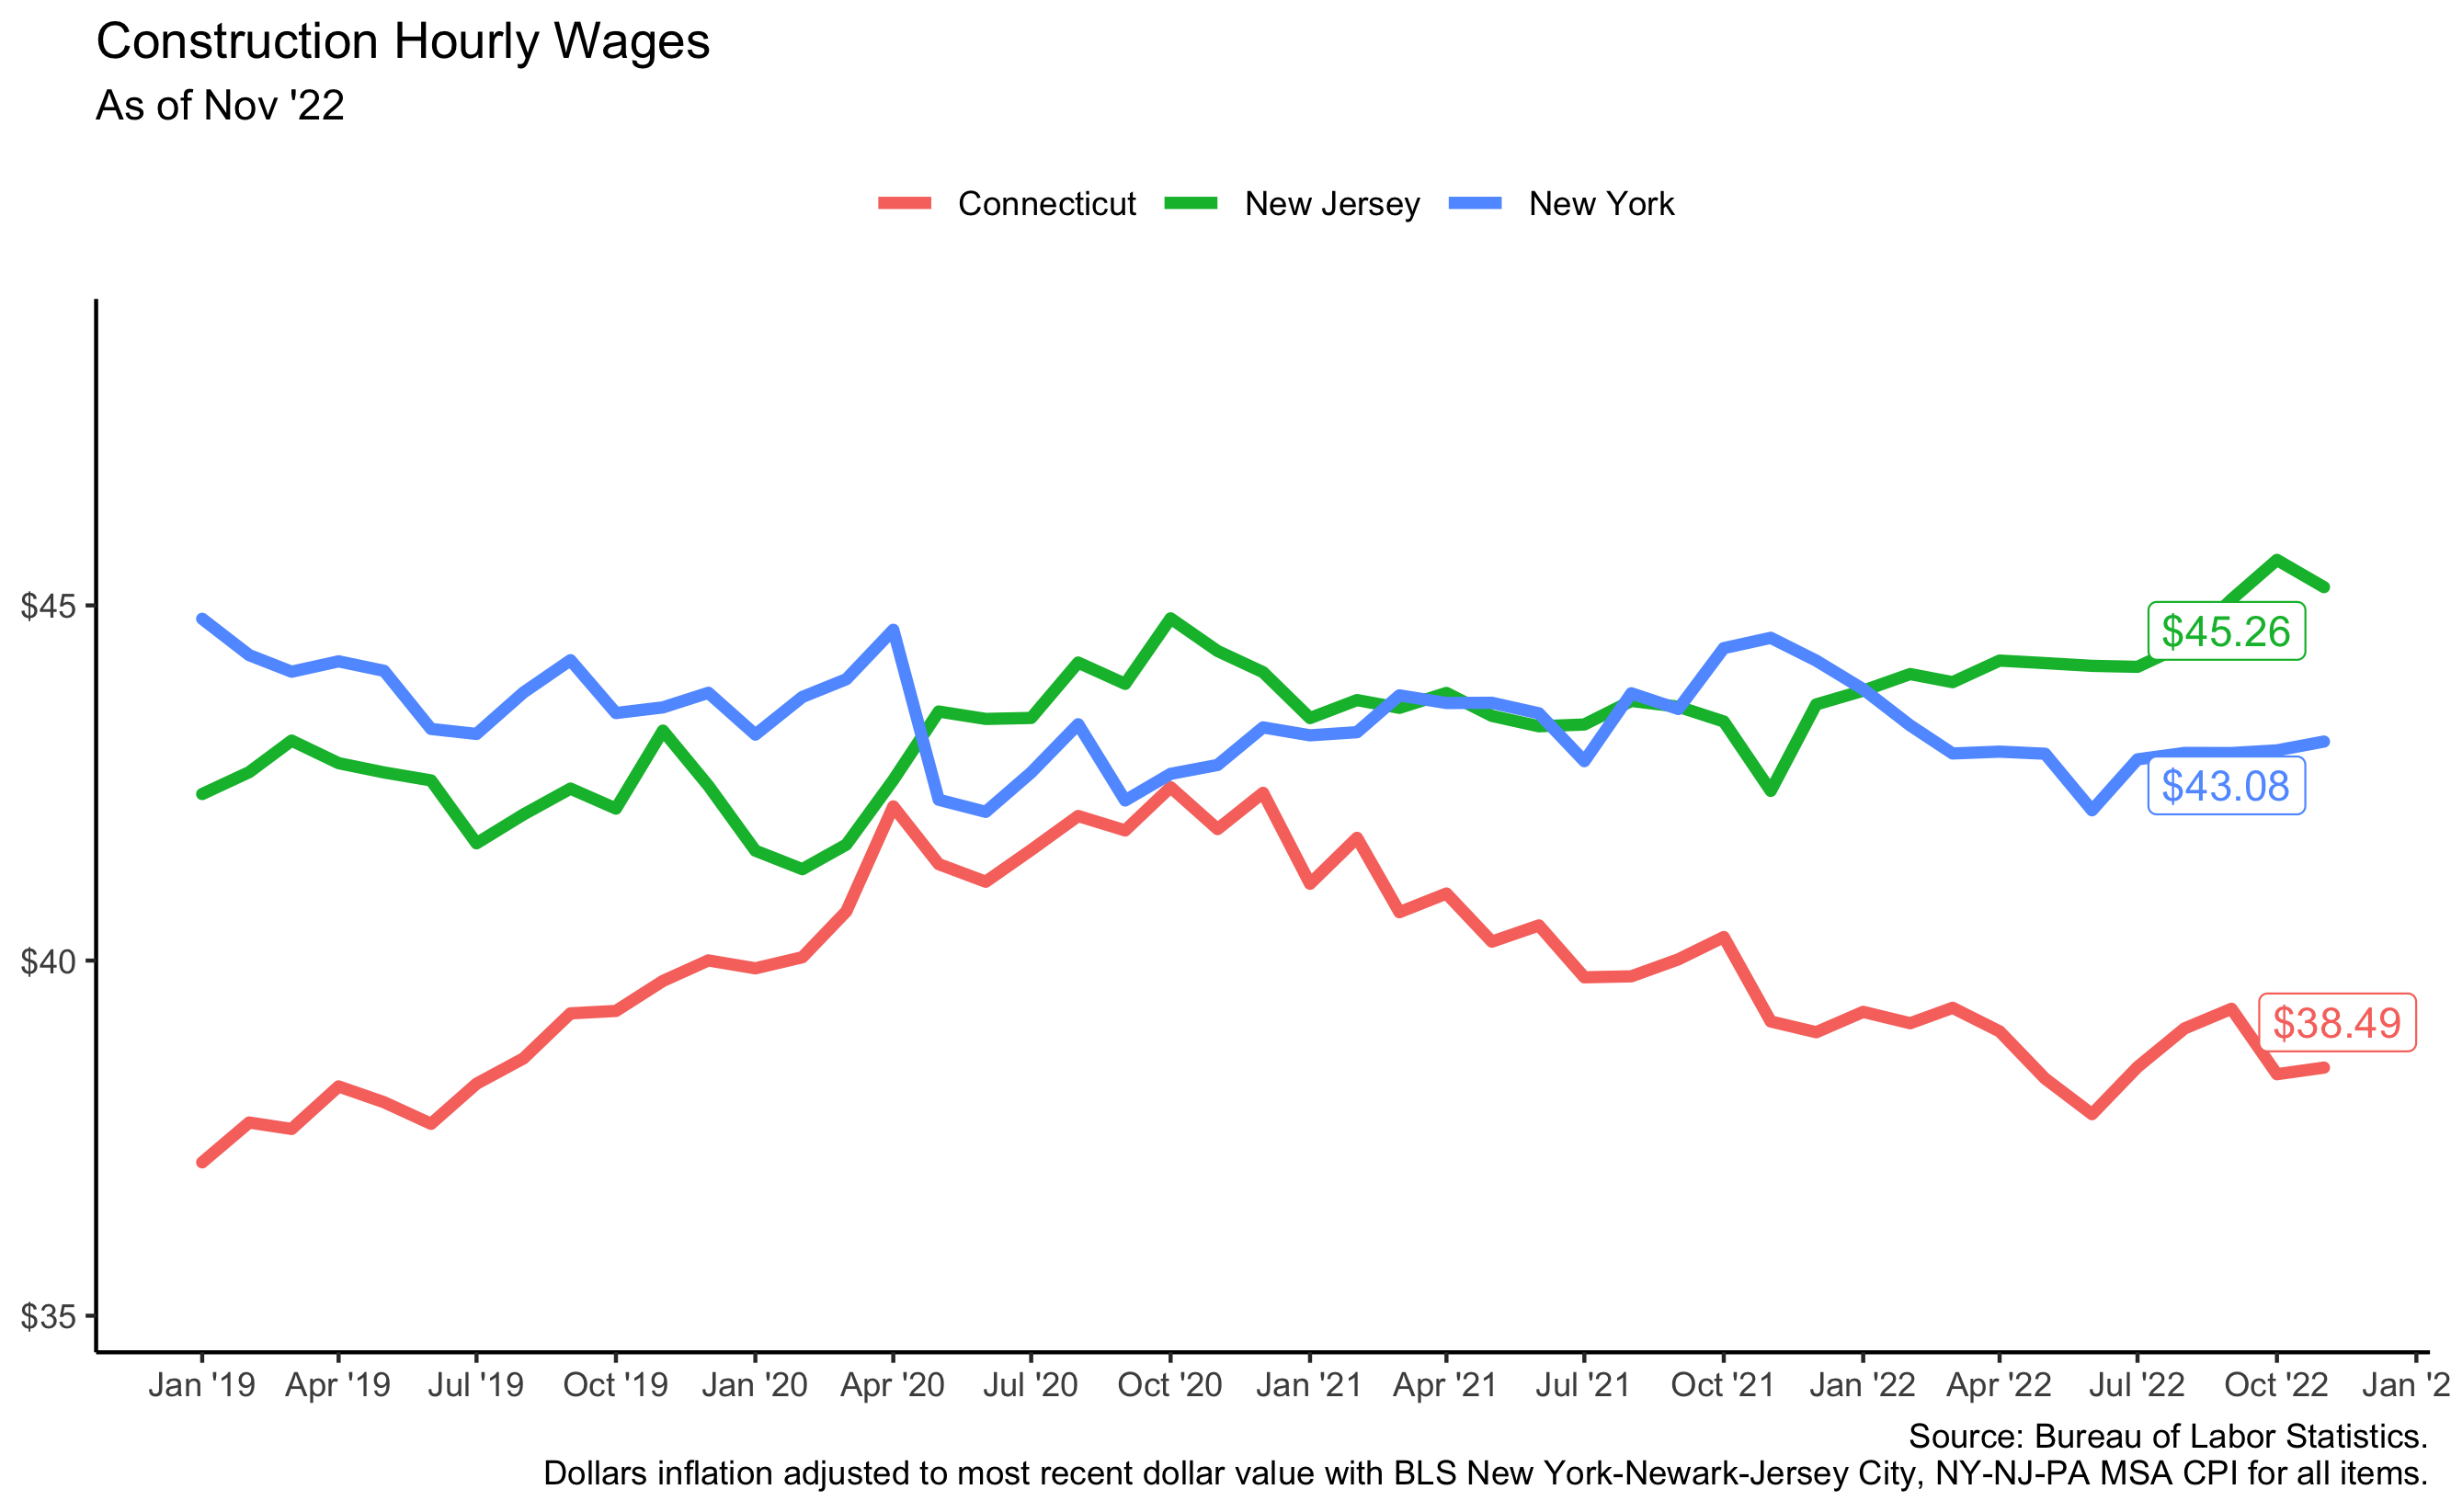 Construction Hourly Wages
As of Nov '22
Connecticut New Jersey New York
$45
$40
$35
$45.26
$43.08
$38.49
Jan '19 Apr '19 Jul '19 Oct '19 Jan '20 Apr '20 Jul '20 Oct '20 Jan '21 Apr '21 Jul '21 Oct '21 Jan '22 Apr '22 Jul '22 Oct '22 Jan '2
Source: Bureau of Labor Statistics.
Dollars inflation adjusted to most recent dollar value with BLS New York-Newark-Jersey City, NY-NJ-PA MSA CPI for all items.